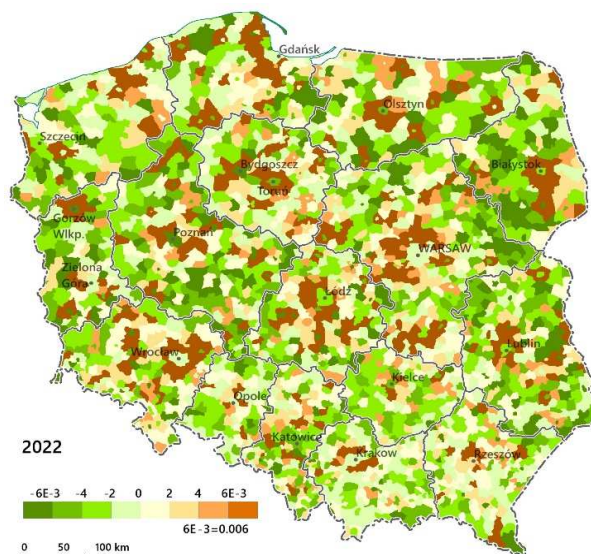 Gdańsk
Olsztyn
Szczecin
Bydgoszcz
Białystok
Toruń
Gorzów
Wlkp.
Poznań
WARSAW
Zielona
Góra
Łódź
Wrocław
Lublin
Kielce
Opole
Katowice
Krakow
Rzeszów
2022
-6E-3 -4 -2 0 2 4 6E-3
6E -3=0.006
0 50 100 km